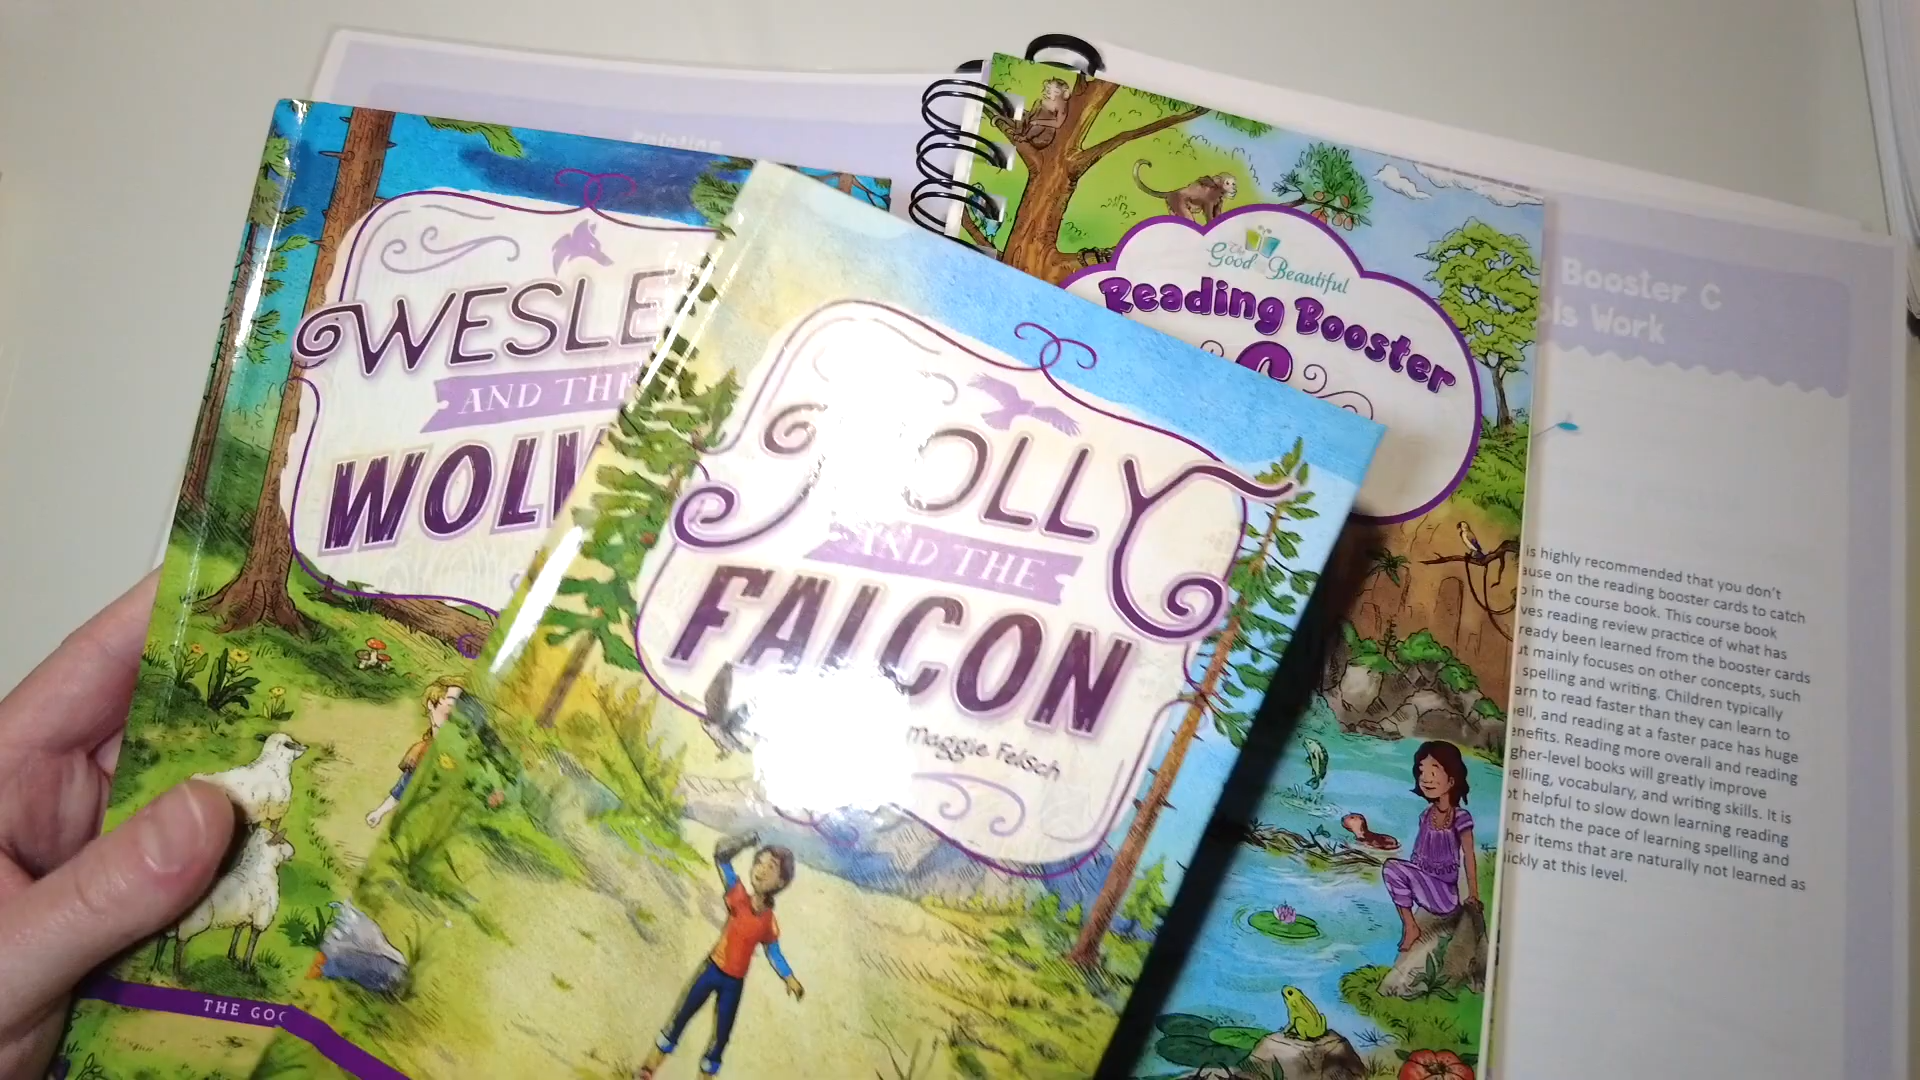 WESLE
AND THE
WOLV
THE GOO
OLLY
AND THE
FALCON
Maggie Felsch
The
Good & Beautiful
Reading Booster
C
Booster C
ols Work
is highly recommended that you don't
ause on the reading booster cards to catch
p in the course book. This course book
ves reading review practice of what has
ready been learned from the booster cards
ut mainly focuses on other concepts, such
spelling and writing. Children typically
arn to read faster than they can learn to
ell, and reading at a faster pace has huge
enefits. Reading more overall and reading
gher-level books will greatly improve
elling, vocabulary, and writing skills. It is
ot helpful to slow down learning reading
match the pace of learning spelling and
her items that are naturally not learned as
ickly at this level.